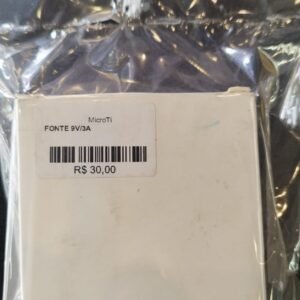 MicroTi
FONTE 9V/3A
R$ 30,00